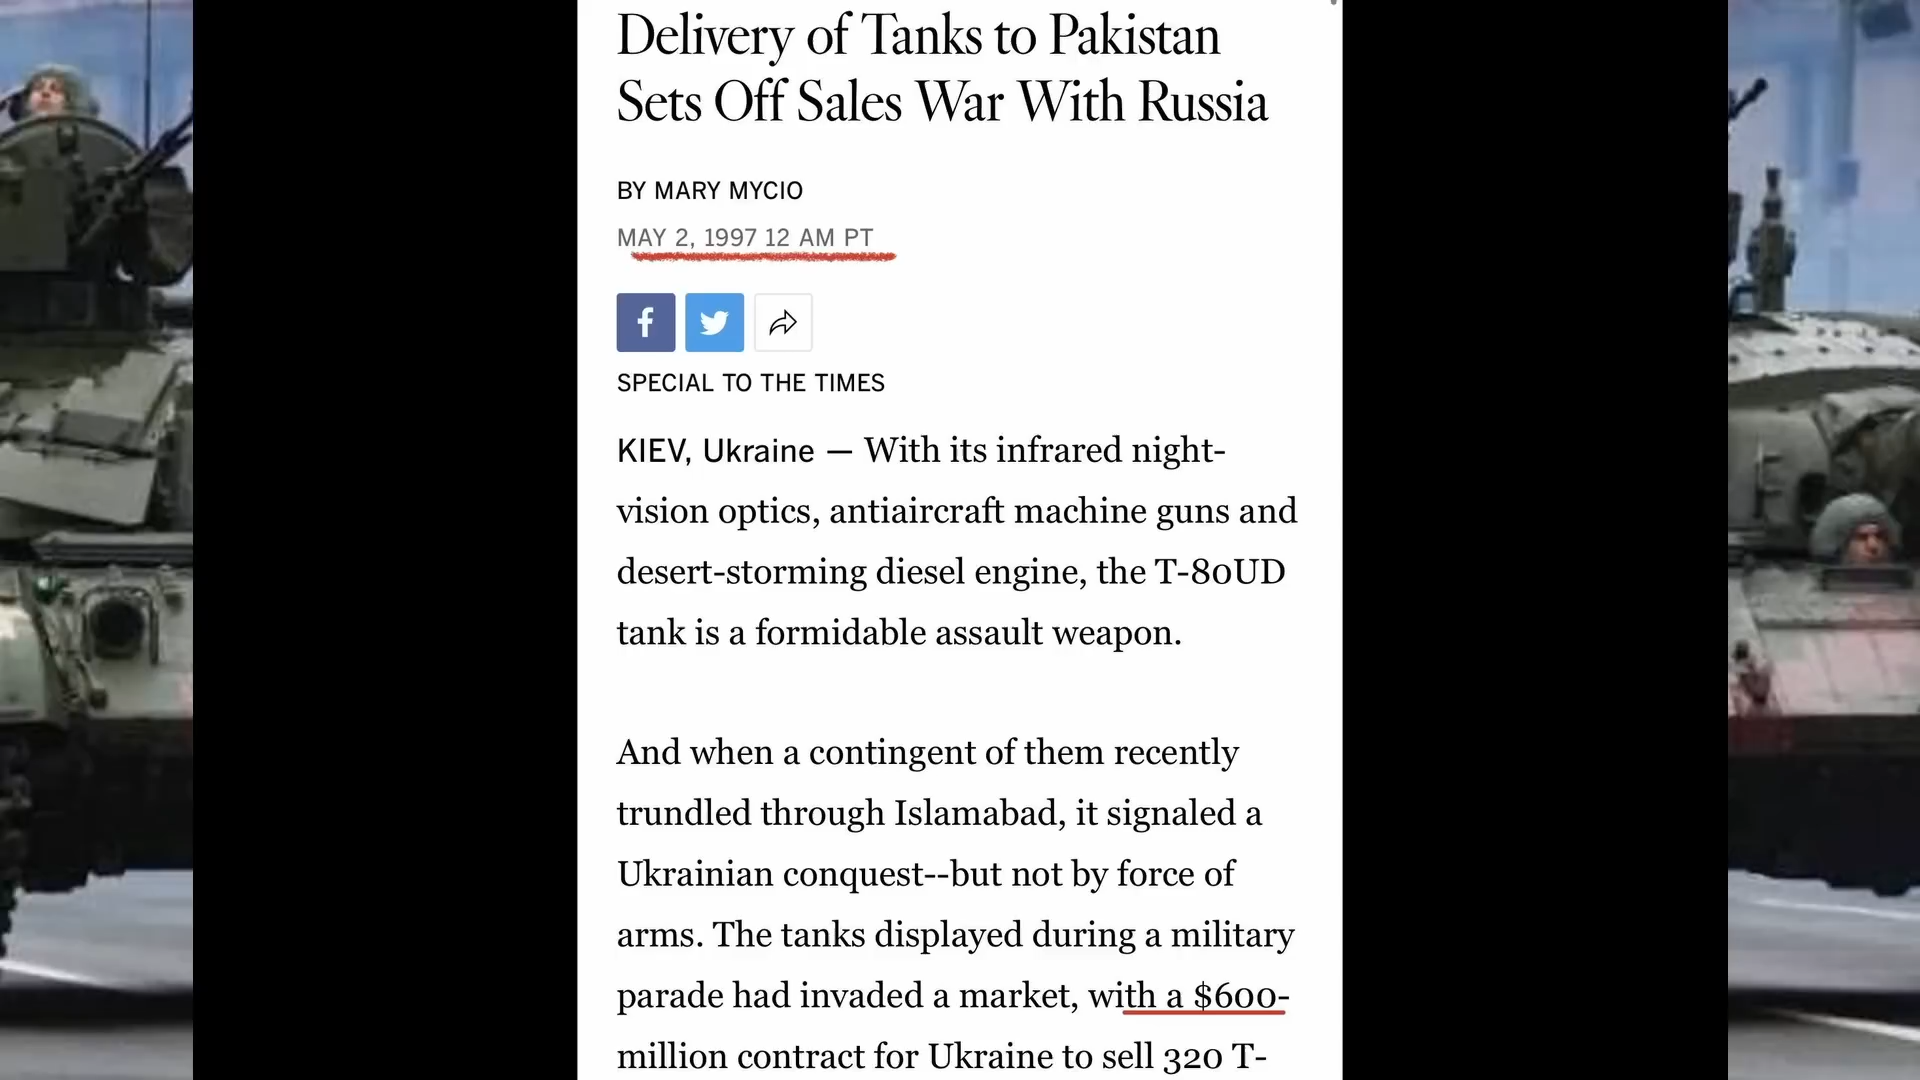 Delivery of Tanks to Pakistan
Sets Off Sales War With Russia
BY MARY MYCIO
MAY 2, 1997 12 AM PT
SPECIAL TO THE TIMES
KIEV, Ukraine — With its infrared night-
vision optics, antiaircraft machine guns and
desert-storming diesel engine, the T-80UD
tank is a formidable assault weapon.
And when a contingent of them recently
trundled through Islamabad, it signaled a
Ukrainian conquest--but not by force of
arms. The tanks displayed during a military
parade had invaded a market, with a $600-
million contract for Ukraine to sell 320 T-